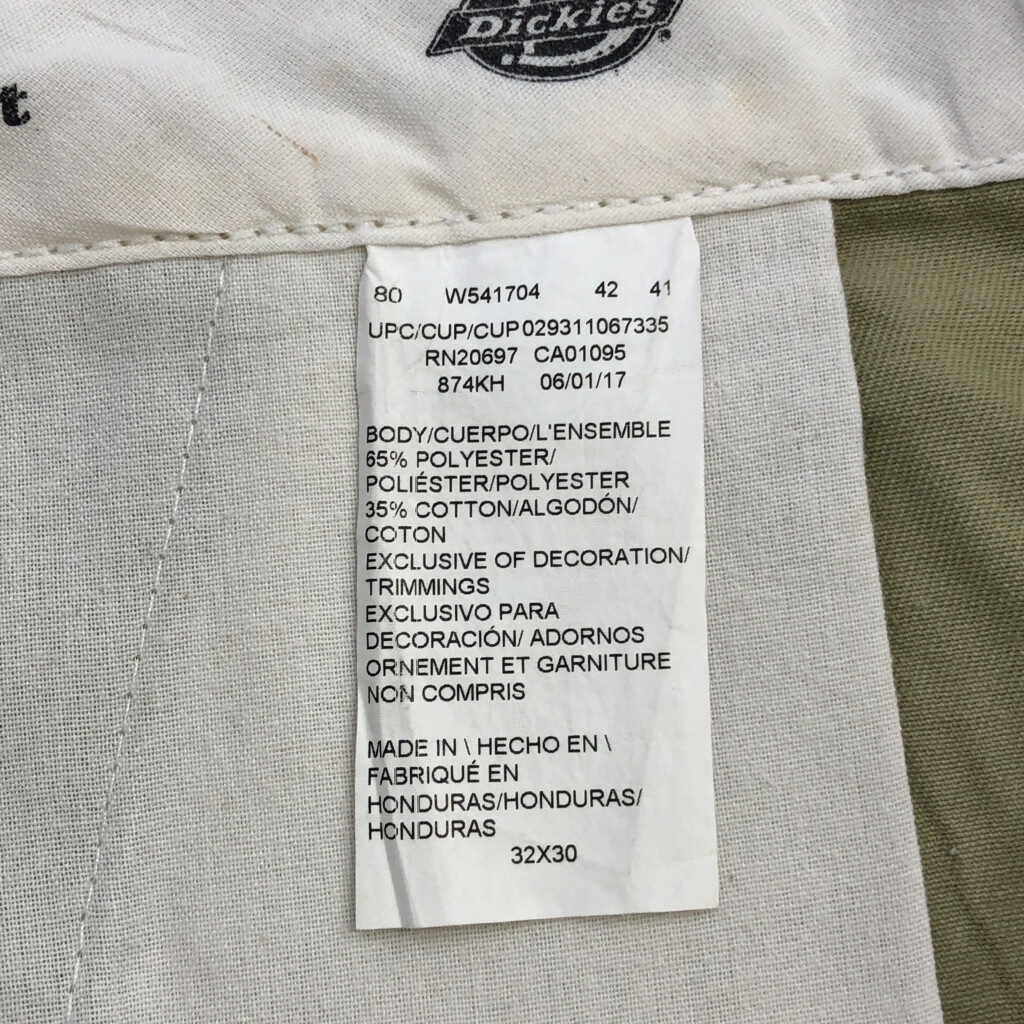 Dickies
t
80 W541704 42 41
UPC/CUP/CUP029311067335
RN20697 CA01095
874KH 06/01/17
BODY/CUERPO/L'ENSEMBLE
65% POLYESTER/
POLIÉSTER/POLYESTER
35% COTTON/ALGODÓN/
COTON
EXCLUSIVE OF DECORATION/
TRIMMINGS
EXCLUSIVO PARA
DECORACIÓN/ ADORNOS
ORNEMENT ET GARNITURE
NON COMPRIS
MADE IN \ HECHO EN \
FABRIQUÉ EN
HONDURAS/HONDURAS/
HONDURAS
32X30